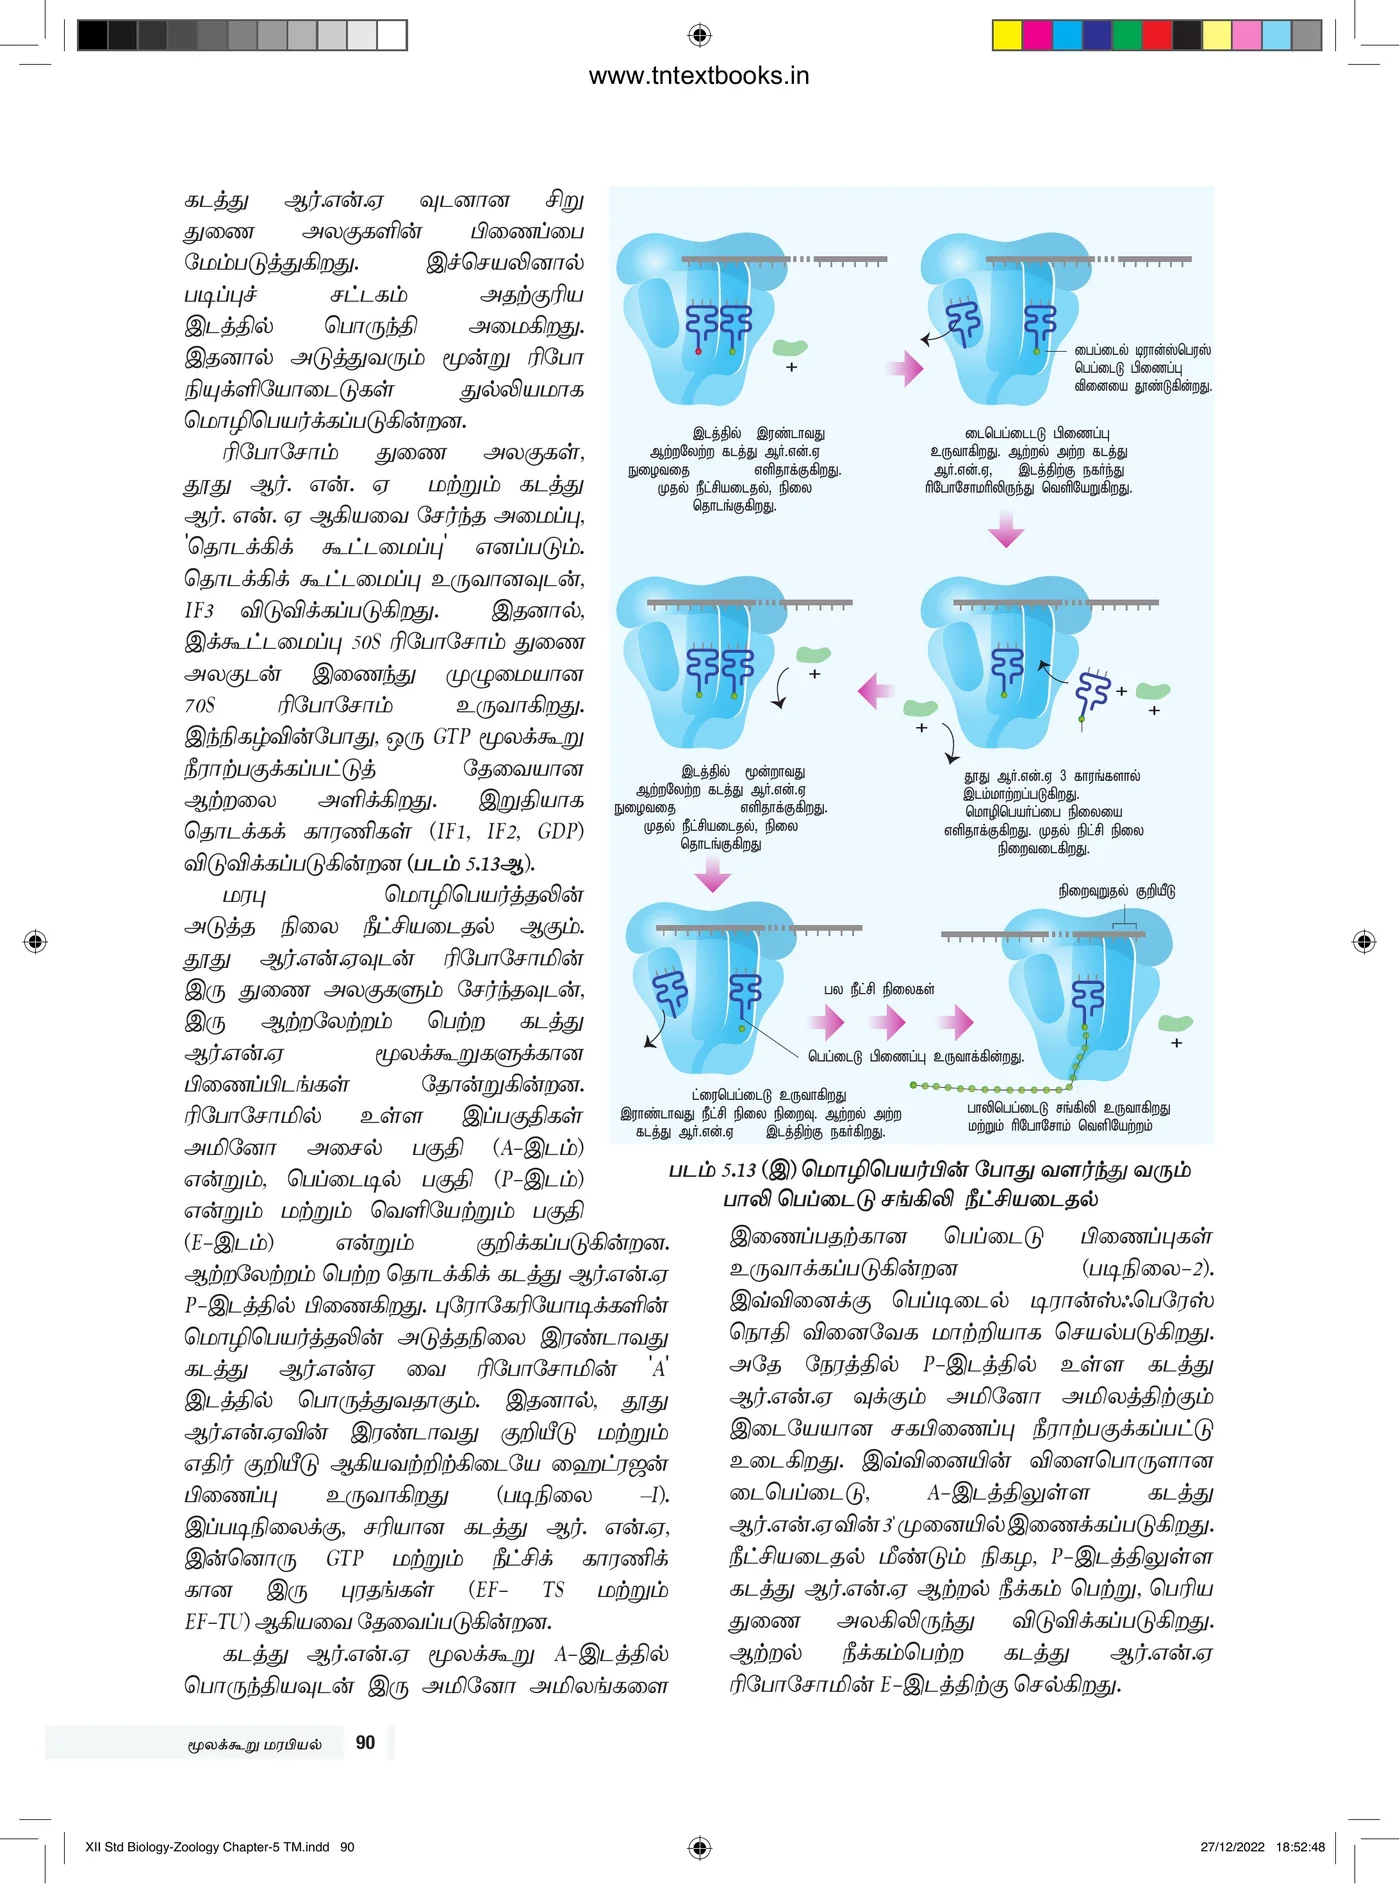 www.tntextbooks.in
கடத்து ஆர்.என்.ஏ வுடனான சிறு
துணை அலகுகளின் பிணைப்பை
மேம்படுத்துகிறது. இச்செயலினால்
படிப்புச் சட்டகம் அதற்குரிய
இடத்தில் பொருந்தி அமைகிறது.
இதனால் அடுத்துவரும் மூன்று ரிபோ
நியுக்ளியோடைடுகள் துல்லியமாக
மொழிபெயர்க்கப்படுகின்றன.
ரிபோசோம் துணை அலகுகள்,
தூது ஆர். என். ஏ மற்றும் கடத்து
ஆர். என். ஏ ஆகியவை சேர்ந்த அமைப்பு,
'தொடக்கிக் கூட்டமைப்பு' எனப்படும்.
தொடக்கிக் கூட்டமைப்பு உருவானவுடன்,
IF3 விடுவிக்கப்படுகிறது. இதனால்,
இக்கூட்டமைப்பு 50S ரிபோசோம் துணை
அலகுடன் இணைந்து முழுமையான
70S ரிபோசோம் உருவாகிறது.
இந்நிகழ்வின்போது, ஒரு GTP மூலக்கூறு
நீராற்பகுக்கப்பட்டுத் தேவையான
ஆற்றலை அளிக்கிறது. இறுதியாக
தொடக்கக் காரணிகள் (IF1, IF2, GDP)
விடுவிக்கப்படுகின்றன (படம் 5.13ஆ).
மரபு மொழிபெயர்த்தலின்
அடுத்த நிலை நீட்சியடைதல் ஆகும்.
தூது ஆர்.என்.ஏவுடன் ரிபோசோமின்
இரு துணை அலகுகளும் சேர்ந்தவுடன்,
இரு ஆற்றலேற்றம் பெற்ற கடத்து
ஆர்.என்.ஏ மூலக்கூறுகளுக்கான
பிணைப்பிடங்கள் தோன்றுகின்றன.
ரிபோசோமில் உள்ள இப்பகுதிகள்
அமினோ அசைல் பகுதி (A-இடம்)
என்றும், பெப்டைடில் பகுதி (P-இடம்)
என்றும் மற்றும் வெளியேற்றும் பகுதி
(E-இடம்) என்றும் குறிக்கப்படுகின்றன.
ஆற்றலேற்றம் பெற்ற தொடக்கிக் கடத்து ஆர்.என்.ஏ
P-இடத்தில் பிணைகிறது. புரோகேரியோடிக்களின்
மொழிபெயர்த்தலின் அடுத்தநிலை இரண்டாவது
கடத்து ஆர்.என்ஏ வை ரிபோசோமின் 'A'
இடத்தில் பொருத்துவதாகும். இதனால், தூது
ஆர்.என்.ஏவின் இரண்டாவது குறியீடு மற்றும்
எதிர் குறியீடு ஆகியவற்றிற்கிடையே ஹைட்ரஜன்
பிணைப்பு உருவாகிறது (படிநிலை –I).
இப்படிநிலைக்கு, சரியான கடத்து ஆர். என்.ஏ,
இன்னொரு GTP மற்றும் நீட்சிக் காரணிக்
கான இரு புரதங்கள் (EF- TS மற்றும்
EF-TU) ஆகியவை தேவைப்படுகின்றன.
கடத்து ஆர்.என்.ஏ மூலக்கூறு A-இடத்தில்
பொருந்தியவுடன் இரு அமினோ அமிலங்களை
பைப்டைல் டிரான்ஸ்பெரஸ்
பெப்டைடு பிணைப்பு
வினையை தூண்டுகின்றது.
இடத்தில் இரண்டாவது
ஆற்றலேற்ற கடத்து ஆர்.என்.ஏ
நுழைவதை எளிதாக்குகிறது.
முதல் நீட்சியடைதல், நிலை
தொடங்குகிறது.
டைபெப்டைடடு பிணைப்பு
உருவாகிறது. ஆற்றல் அற்ற கடத்து
ஆர்.என்.ஏ, இடத்திற்கு நகர்ந்து
ரிபோசோமரிலிருந்து வெளியேறுகிறது.
இடத்தில் மூன்றாவது
ஆற்றலேற்ற கடத்து ஆர்.என்.ஏ
நுழைவதை எளிதாக்குகிறது.
முதல் நீட்சியடைதல், நிலை
தொடங்குகிறது
தூது ஆர்.என்.ஏ 3 காரங்களால்
இடம்மாற்றப்படுகிறது.
மொழிபெயர்ப்பை நிலையை
எளிதாக்குகிறது. முதல் நிட்சி நிலை
நிறைவடைகிறது.
நிறைவுறுதல் குறியீடு
பல நீட்சி நிலைகள்
பெப்டைடு பிணைப்பு உருவாக்கின்றது.
ட்ரைபெப்டைடு உருவாகிறது
இராண்டாவது நீட்சி நிலை நிறைவு. ஆற்றல் அற்ற
கடத்து ஆர்.என்.ஏ இடத்திற்கு நகர்கிறது.
பாலிபெப்டைடு சங்கிலி உருவாகிறது
மற்றும் ரிபோசோம் வெளியேற்றம்
படம் 5.13 (இ) மொழிபெயர்பின் போது வளர்ந்து வரும்
பாலி பெப்டைடு சங்கிலி நீட்சியடைதல்
இணைப்பதற்கான பெப்டைடு பிணைப்புகள்
உருவாக்கப்படுகின்றன (படிநிலை-2).
இவ்வினைக்கு பெப்டிடைல் டிரான்ஸ்ஃபெரேஸ்
நொதி வினைவேக மாற்றியாக செயல்படுகிறது.
அதே நேரத்தில் P-இடத்தில் உள்ள கடத்து
ஆர்.என்.ஏ வுக்கும் அமினோ அமிலத்திற்கும்
இடையேயான சகபிணைப்பு நீராற்பகுக்கப்பட்டு
உடைகிறது. இவ்வினையின் விளைபொருளான
டைபெப்டைடு, A-இடத்திலுள்ள கடத்து
ஆர்.என்.ஏ வின் 3' முனையில் இணைக்கப்படுகிறது.
நீட்சியடைதல் மீண்டும் நிகழ, P-இடத்திலுள்ள
கடத்து ஆர்.என்.ஏ ஆற்றல் நீக்கம் பெற்று, பெரிய
துணை அலகிலிருந்து விடுவிக்கப்படுகிறது.
ஆற்றல் நீக்கம்பெற்ற கடத்து ஆர்.என்.ஏ
ரிபோசோமின் E-இடத்திற்கு செல்கிறது.
மூலக்கூறு மரபியல் 90
XII Std Biology-Zoology Chapter-5 TM.indd 90
27/12/2022 18:52:48